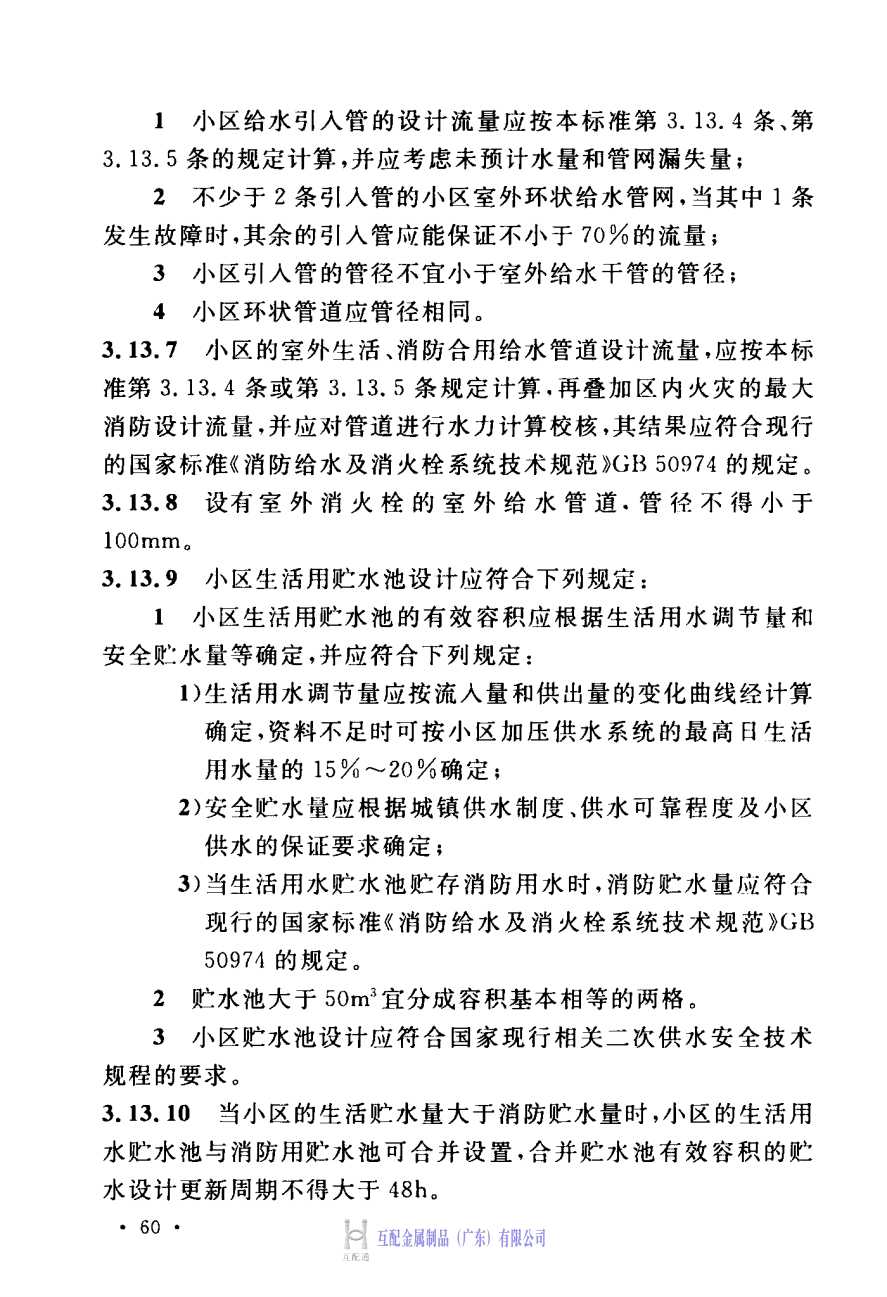 1 小区给水引入管的设计流量应按本标准第 3.13.4 条、第
3.13.5 条的规定计算,并应考虑未预计水量和管网漏失量;
2 不少于 2 条引入管的小区室外环状给水管网,当其中 1 条
发生故障时,其余的引入管应能保证不小于 70%的流量;
3 小区引入管的管径不宜小于室外给水干管的管径;
4 小区环状管道应管径相同。
3.13.7 小区的室外生活、消防合用给水管道设计流量,应按本标
准第 3.13.4 条或第 3.13.5 条规定计算,再叠加区内火灾的最大
消防设计流量,并应对管道进行水力计算校核,其结果应符合现行
的国家标准《消防给水及消火栓系统技术规范》GB 50974 的规定。
3.13.8 设有室外消火栓的室外给水管道,管径不得小于
100mm。
3.13.9 小区生活用贮水池设计应符合下列规定:
1 小区生活用贮水池的有效容积应根据生活用水调节量和
安全贮水量等确定,并应符合下列规定:
1)生活用水调节量应按流入量和供出量的变化曲线经计算
确定,资料不足时可按小区加压供水系统的最高日生活
用水量的 15%~20%确定;
2)安全贮水量应根据城镇供水制度、供水可靠程度及小区
供水的保证要求确定;
3)当生活用水贮水池贮存消防用水时,消防贮水量应符合
现行的国家标准《消防给水及消火栓系统技术规范》GB
50974 的规定。
2 贮水池大于 50m³宜分成容积基本相等的两格。
3 小区贮水池设计应符合国家现行相关二次供水安全技术
规程的要求。
3.13.10 当小区的生活贮水量大于消防贮水量时,小区的生活用
水贮水池与消防用贮水池可合并设置,合并贮水池有效容积的贮
水设计更新周期不得大于 48h。
• 60 •
互配金属制品（广东）有限公司
互配通